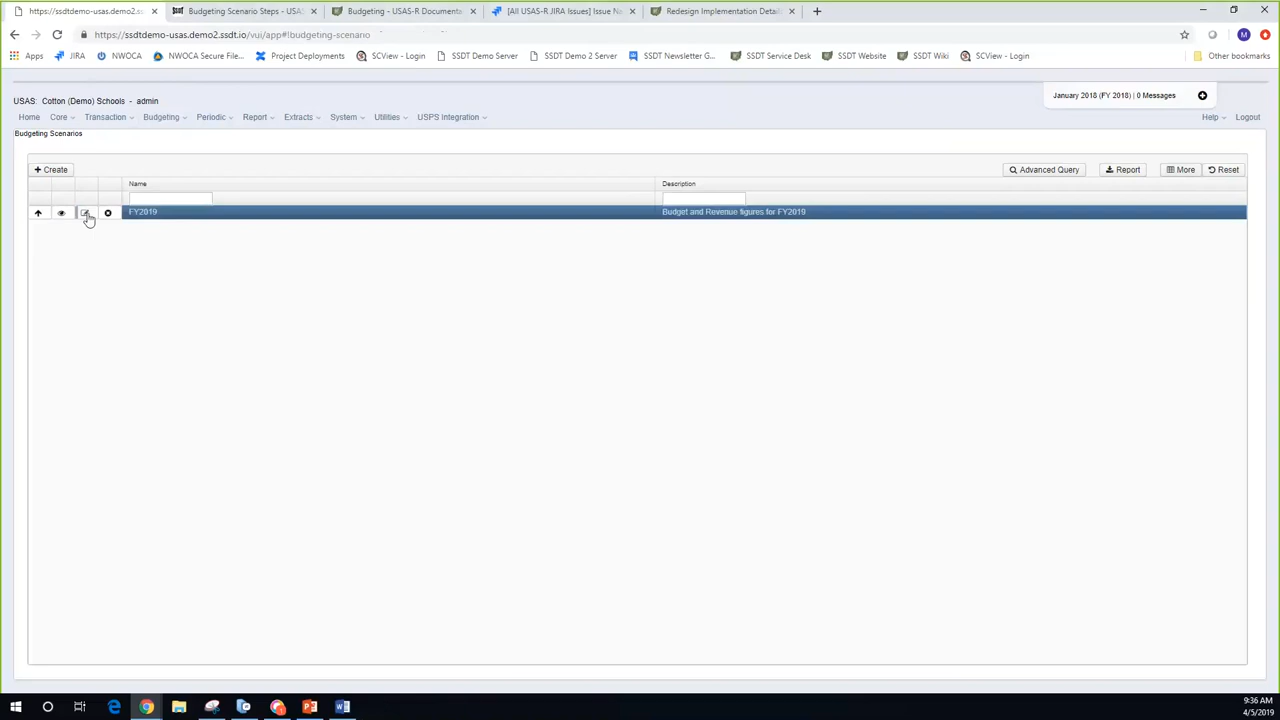 https://ssdtdemo-usas.demo2.ss
Budgeting Scenario Steps - USA
Budgeting - USAS-R Documenta
[All USAS-R.JIRA Issues] Issue N
Redesign Implementation Detail
https://ssdtdemo-usas.demo2.ssdt.io/vui/app#!budgeting-scenario
M
Apps
JIRA
NWOCA
NWOCA Secure File...
Project Deployments
SCView - Login
SSDT Demo Server
SSDT Demo 2 Server
SSDT Newsletter G...
SSDT Service Desk
SSDT Website
SSDT Wiki
SCView - Login
Other bookmarks
USAS: Cotton (Demo) Schools - admin
January 2018 (FY 2018) | 0 Messages
Home Core Transaction Budgeting Periodic Report Extracts System Utilities USPS Integration Help Logout
Budgeting Scenarios
+ Create Advanced Query Report More Reset
Name Description
FY2019 Budget and Revenue figures for FY2019
9:36 AM
4/5/2019